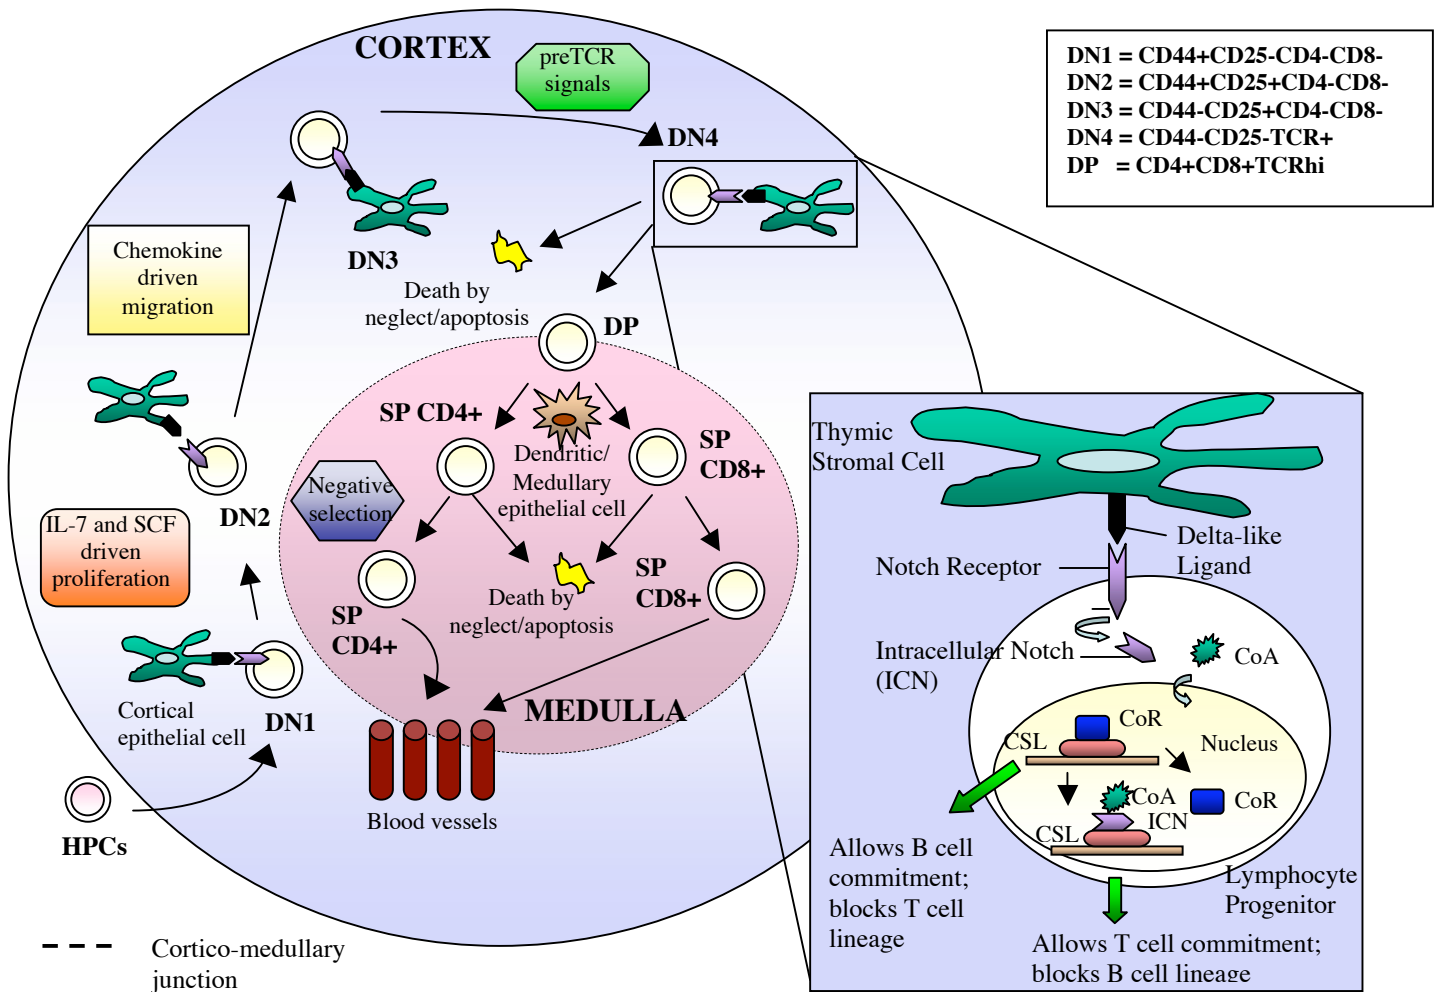 CORTEX
preTCR
signals
DN1 = CD44+CD25-CD4-CD8-
DN2 = CD44+CD25+CD4-CD8-
DN3 = CD44-CD25+CD4-CD8-
DN4 = CD44-CD25-TCR+
DP = CD4+CD8+TCRhi
DN4
Chemokine
driven
migration
DN3
Death by
neglect/apoptosis
DP
SP CD4+
SP
CD8+
Dendritic/
Medullary
epithelial cell
Negative
selection
DN2
IL-7 and SCF
driven
proliferation
SP
CD8+
Death by
neglect/apoptosis
SP
CD4+
Cortical
epithelial cell
DN1
MEDULLA
HPCs
Blood vessels
Cortico-medullary
junction
Thymic
Stromal Cell
Delta-like
Ligand
Notch Receptor
Intracellular Notch
(ICN)
CoA
CoR
CSL
Nucleus
CoA
CoR
ICN
CSL
Allows B cell
commitment;
blocks T cell
lineage
Lymphocyte
Progenitor
Allows T cell commitment;
blocks B cell lineage